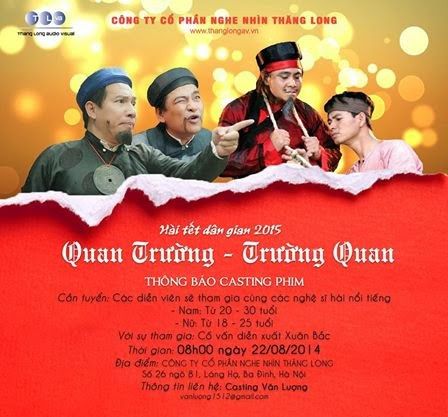 TLA
Thang Long audio visual
CÔNG TY CỔ PHẦN NGHE NHÌN THĂNG LONG
www.thanglongav.vn
Hài tết dân gian 2015
Quan Trường - Trường Quan
THÔNG BÁO CASTING PHIM
Cần tuyển: Các diễn viên sẽ tham gia cùng các nghệ sĩ hài nổi tiếng
- Nam: Từ 20 - 30 tuổi
- Nữ: Từ 18 - 25 tuổi
Với sự tham gia: Cố vấn diễn xuất Xuân Bắc
Thời gian: 08h00 ngày 22/08/2014
Địa điểm: CÔNG TY CỔ PHẦN NGHE NHÌN THĂNG LONG
Số 26 ngõ 81, Láng Hạ, Ba Đình, Hà Nội
Thông tin liên hệ: Casting Văn Lượng
vanluong1512@gmail.com